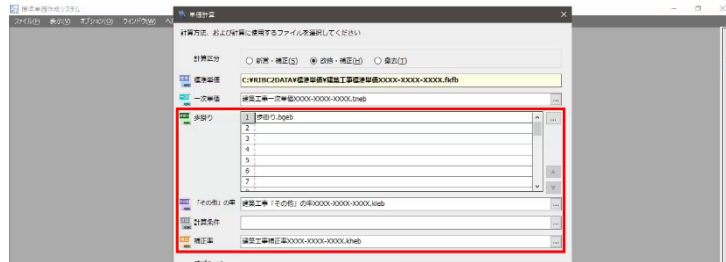 標準単価作成システム
ファイル(F) 表示(V) オプション(O) ウィンドウ(W)
単価計算
計算方法、および計算に使用するファイルを選択してください
計算区分
新営・補正(S)
改修・補正(H)
撤去(T)
標準単価
C:¥RIBC2DATA¥標準単価¥建築工事標準単価XXXX-XXXX-XXXX.fkfb
一次単価
建築工事一次単価XXXX-XXXX-XXXX.tneb
...
歩掛り
1 歩掛り.bgeb
...
2
3
4
5
6
7
「その他」の率
建築工事「その他」の率XXXX-XXXX-XXXX.kleb
...
計算条件
...
補正率
建築工事補正率XXXX-XXXX-XXXX.kheb
...